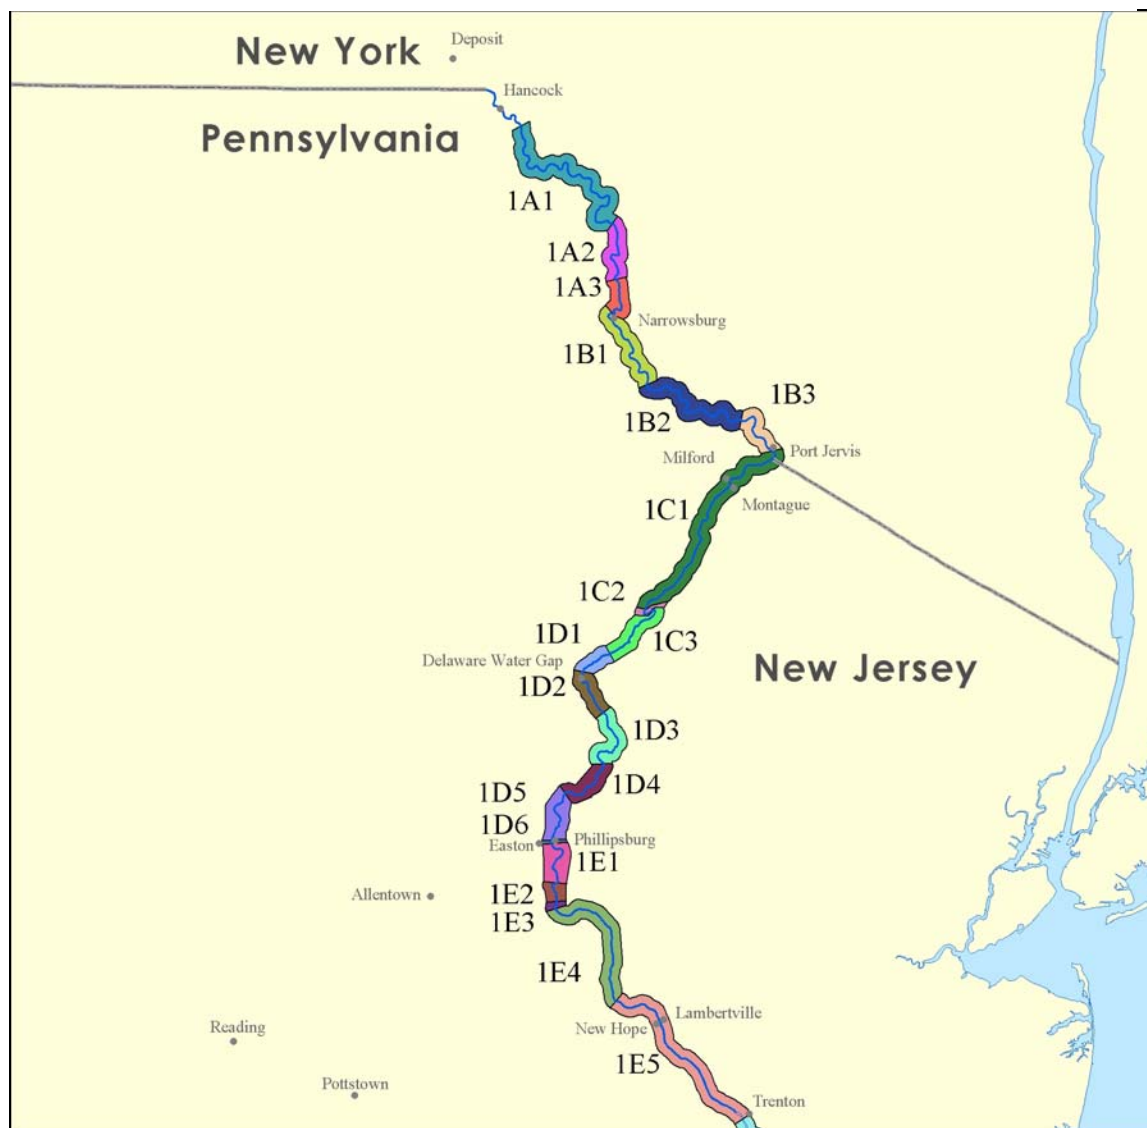 Deposit
New York
Hancock
Pennsylvania
1A1
1A2
1A3
Narrowsburg
1B1
1B3
1B2
Port Jervis
Milford
Montague
1C1
1C2
1D1
1C3
Delaware Water Gap
New Jersey
1D2
1D3
1D4
1D5
1D6
Phillipsburg
Easton
1E1
1E2
Allentown
1E3
1E4
Lambertville
New Hope
Reading
1E5
Pottstown
Trenton